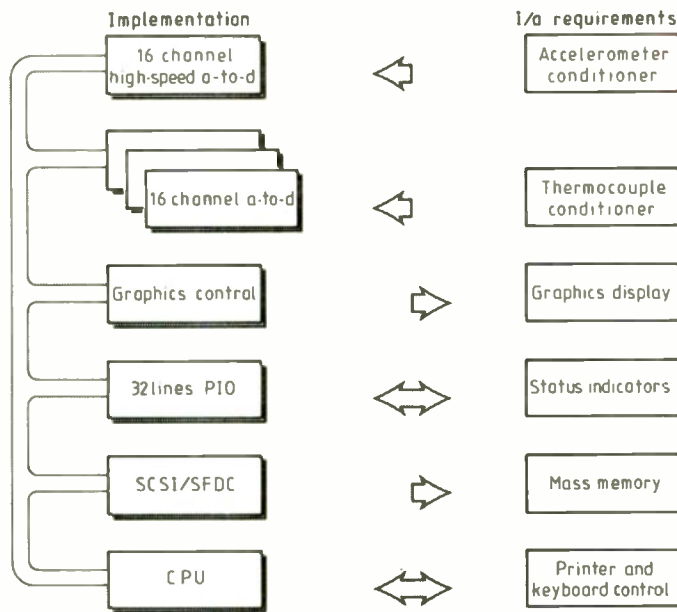 Implementation
I/a requirements
16 channel
high-speed a-to-d
Accelerometer
conditioner
16 channel a-to-d
Thermocouple
conditioner
Graphics control
Graphics display
32lines PIO
Status indicators
SCSI/SFDC
Mass memory
CPU
Printer and
keyboard control